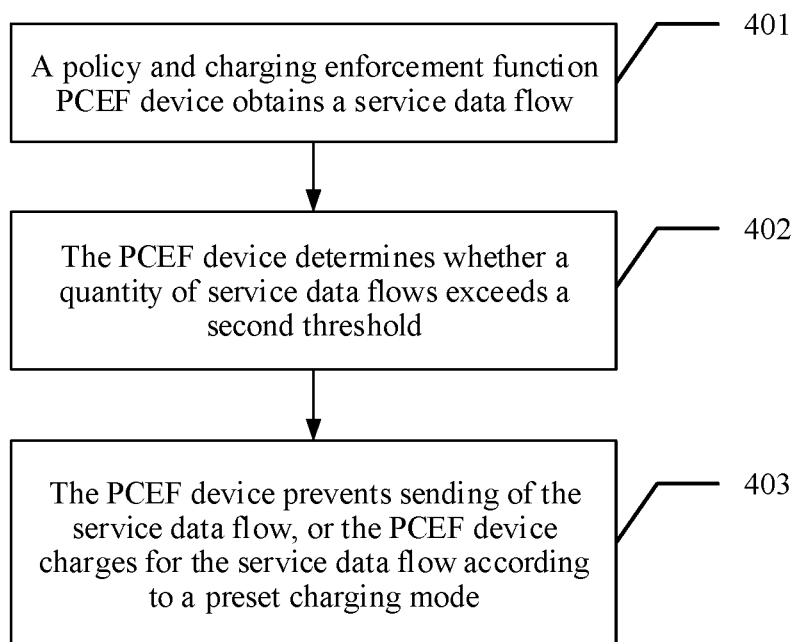 401
A policy and charging enforcement function
PCEF device obtains a service data flow
402
The PCEF device determines whether a
quantity of service data flows exceeds a
second threshold
403
The PCEF device prevents sending of the
service data flow, or the PCEF device
charges for the service data flow according
to a preset charging mode